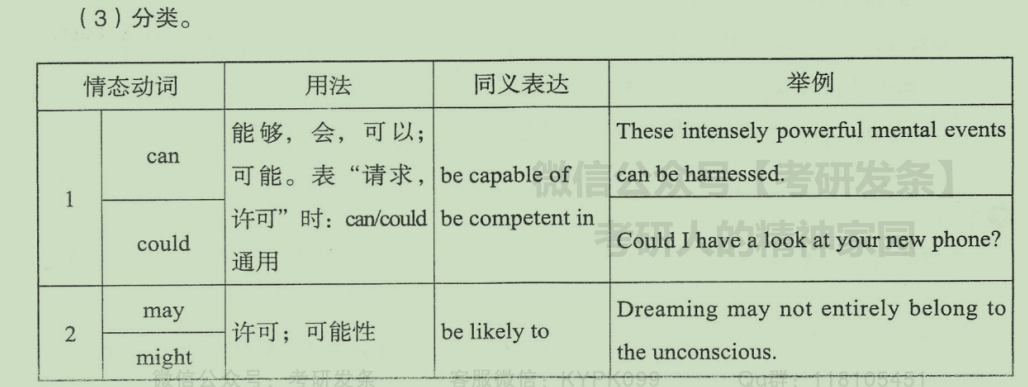 （3）分类。
情态动词 用法 同义表达 举例
1 can could
能够，会，可以；
可能。表“请求，
许可”时：can/could
通用
be capable of
be competent in
These intensely powerful mental events
can be harnessed.
Could I have a look at your new phone?
2 may might
许可；可能性
be likely to
Dreaming may not entirely belong to
the unconscious.
微信公众号【考研发条】
考研人的精神家园
微信公众号：考研发条 客服微信：KYFK099 QQ群：118105451